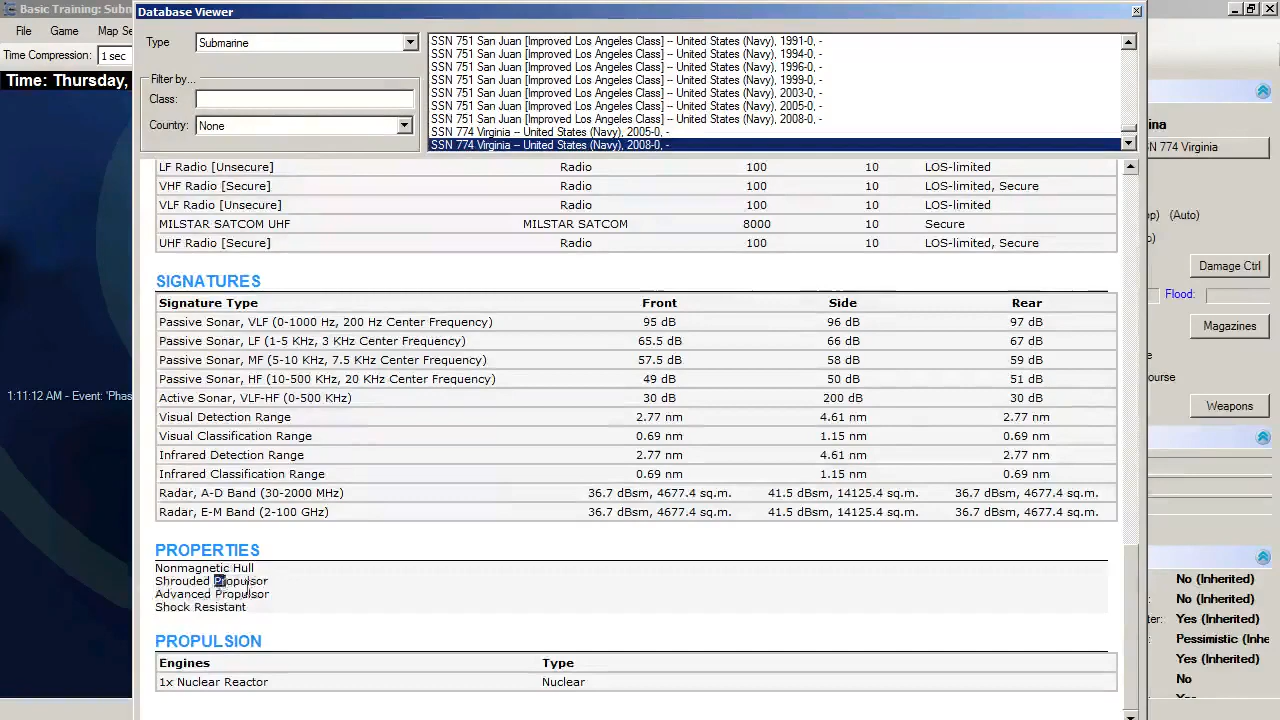 Basic Training: Subm
Database Viewer
File Game Map Se
Time Compression: 1 sec
Time: Thursday,
Type Submarine
Filter by...
Class:
Country: None
SSN 751 San Juan [Improved Los Angeles Class] -- United States (Navy), 1991-0, -
SSN 751 San Juan [Improved Los Angeles Class] -- United States (Navy), 1994-0, -
SSN 751 San Juan [Improved Los Angeles Class] -- United States (Navy), 1996-0, -
SSN 751 San Juan [Improved Los Angeles Class] -- United States (Navy), 1999-0, -
SSN 751 San Juan [Improved Los Angeles Class] -- United States (Navy), 2003-0, -
SSN 751 San Juan [Improved Los Angeles Class] -- United States (Navy), 2005-0, -
SSN 751 San Juan [Improved Los Angeles Class] -- United States (Navy), 2008-0, -
SSN 774 Virginia -- United States (Navy), 2005-0, -
SSN 774 Virginia -- United States (Navy), 2008-0, -
LF Radio [Unsecure] Radio 100 10 LOS-limited
VHF Radio [Secure] Radio 100 10 LOS-limited, Secure
VLF Radio [Unsecure] Radio 100 10 LOS-limited
MILSTAR SATCOM UHF MILSTAR SATCOM 8000 10 Secure
UHF Radio [Secure] Radio 100 10 LOS-limited, Secure
SIGNATURES
Signature Type Front Side Rear
Passive Sonar, VLF (0-1000 Hz, 200 Hz Center Frequency) 95 dB 96 dB 97 dB
Passive Sonar, LF (1-5 KHz, 3 KHz Center Frequency) 65.5 dB 66 dB 67 dB
Passive Sonar, MF (5-10 KHz, 7.5 KHz Center Frequency) 57.5 dB 58 dB 59 dB
Passive Sonar, HF (10-500 KHz, 20 KHz Center Frequency) 49 dB 50 dB 51 dB
Active Sonar, VLF-HF (0-500 KHz) 30 dB 200 dB 30 dB
Visual Detection Range 2.77 nm 4.61 nm 2.77 nm
Visual Classification Range 0.69 nm 1.15 nm 0.69 nm
Infrared Detection Range 2.77 nm 4.61 nm 2.77 nm
Infrared Classification Range 0.69 nm 1.15 nm 0.69 nm
Radar, A-D Band (30-2000 MHz) 36.7 dBsm, 4677.4 sq.m. 41.5 dBsm, 14125.4 sq.m. 36.7 dBsm, 4677.4 sq.m.
Radar, E-M Band (2-100 GHz) 36.7 dBsm, 4677.4 sq.m. 41.5 dBsm, 14125.4 sq.m. 36.7 dBsm, 4677.4 sq.m.
PROPERTIES
Nonmagnetic Hull
Shrouded Propulsor
Advanced Propulsor
Shock Resistant
PROPULSION
Engines Type
1x Nuclear Reactor Nuclear
1:11:12 AM - Event: 'Phas
ina
N 774 Virginia
p) (Auto)
)
Damage Ctrl
Flood:
Magazines
e
ourse
Weapons
No (Inherited)
: No (Inherited)
ter: Yes (Inherited)
: Pessimistic (Inhe
Yes (Inherited)
No